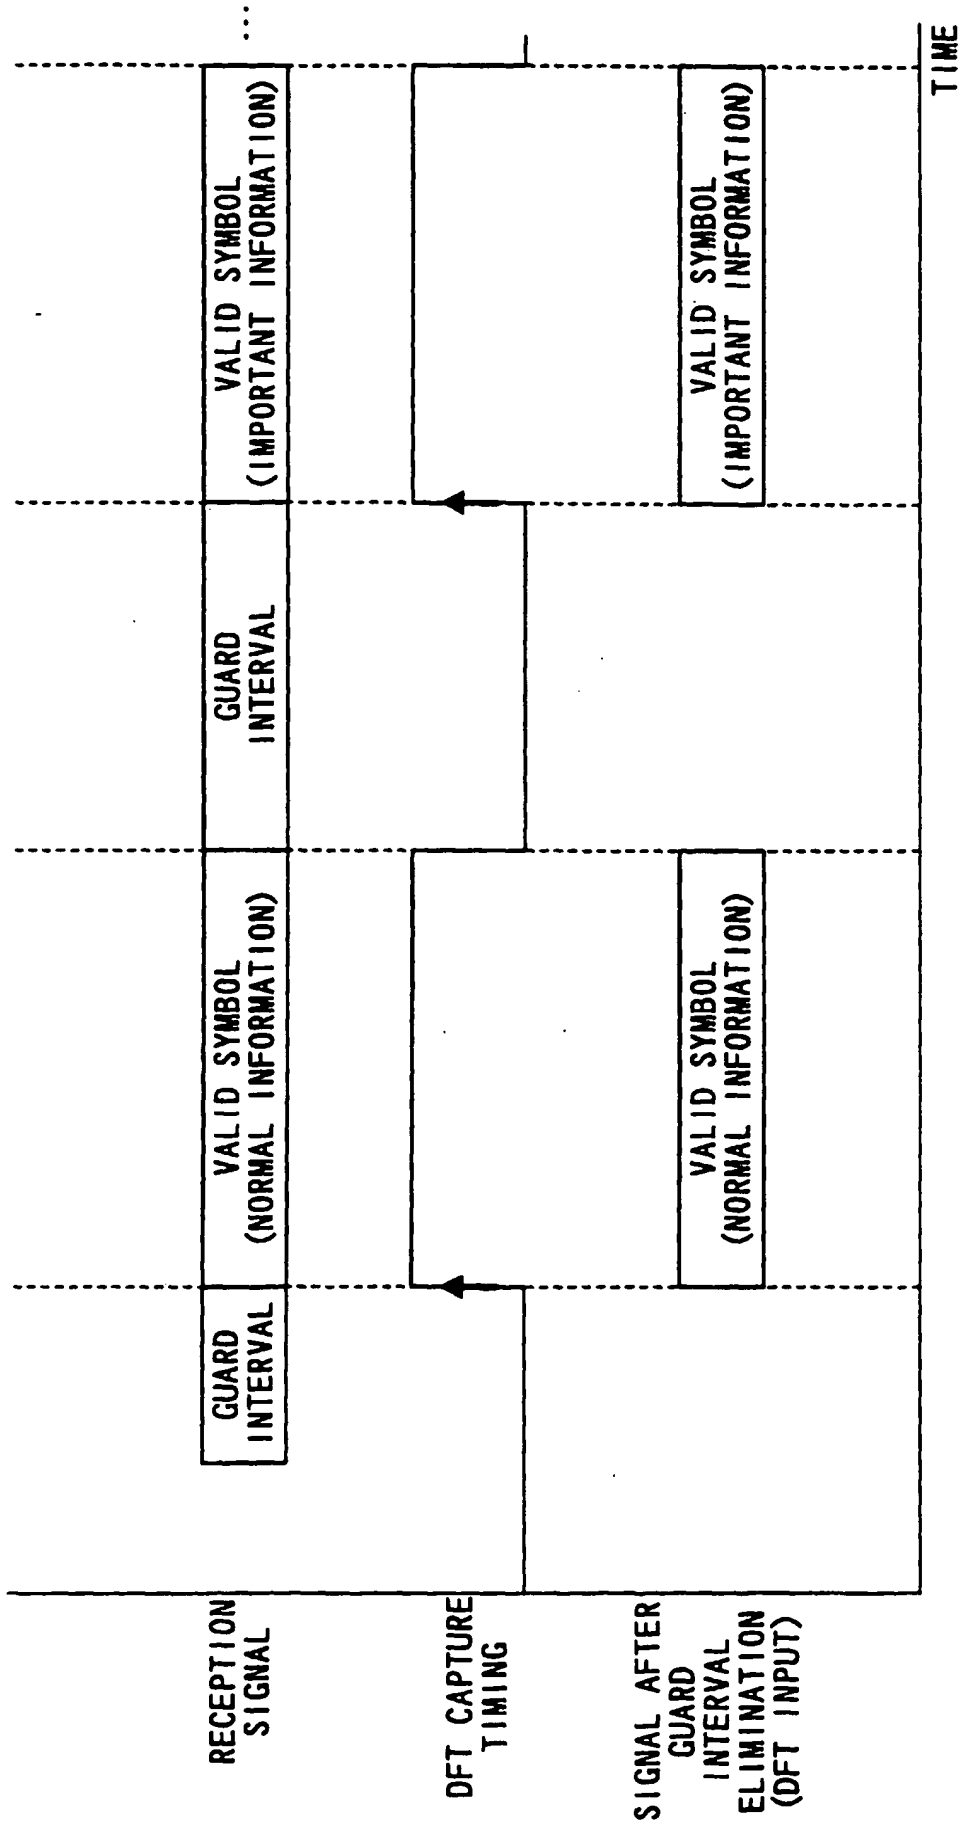 RECEPTION
SIGNAL
GUARD
INTERVAL
VALID SYMBOL
(NORMAL INFORMATION)
GUARD
INTERVAL
VALID SYMBOL
(IMPORTANT INFORMATION)
...
DFT CAPTURE
TIMING
SIGNAL AFTER
GUARD
INTERVAL
ELIMINATION
(DFT INPUT)
VALID SYMBOL
(NORMAL INFORMATION)
VALID SYMBOL
(IMPORTANT INFORMATION)
TIME